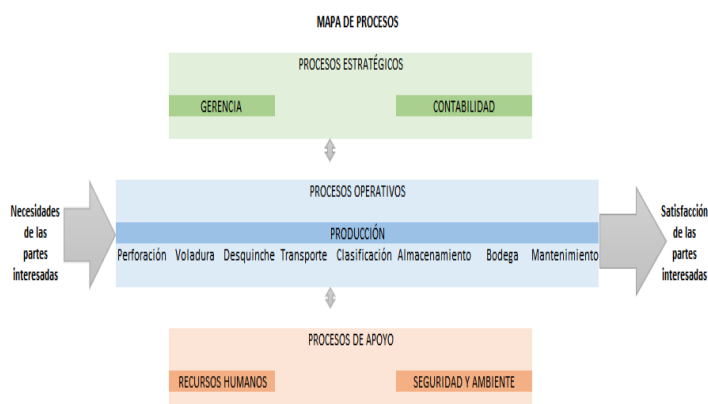 MAPA DE PROCESOS
PROCESOS ESTRATÉGICOS
GERENCIA
CONTABILIDAD
Necesidades
de las
partes
interesadas
PROCESOS OPERATIVOS
PRODUCCIÓN
Perforación Voladura Desquinche Transporte Clasificación Almacenamiento Bodega Mantenimiento
Satisfacción
de las
partes
interesadas
PROCESOS DE APOYO
RECURSOS HUMANOS
SEGURIDAD Y AMBIENTE